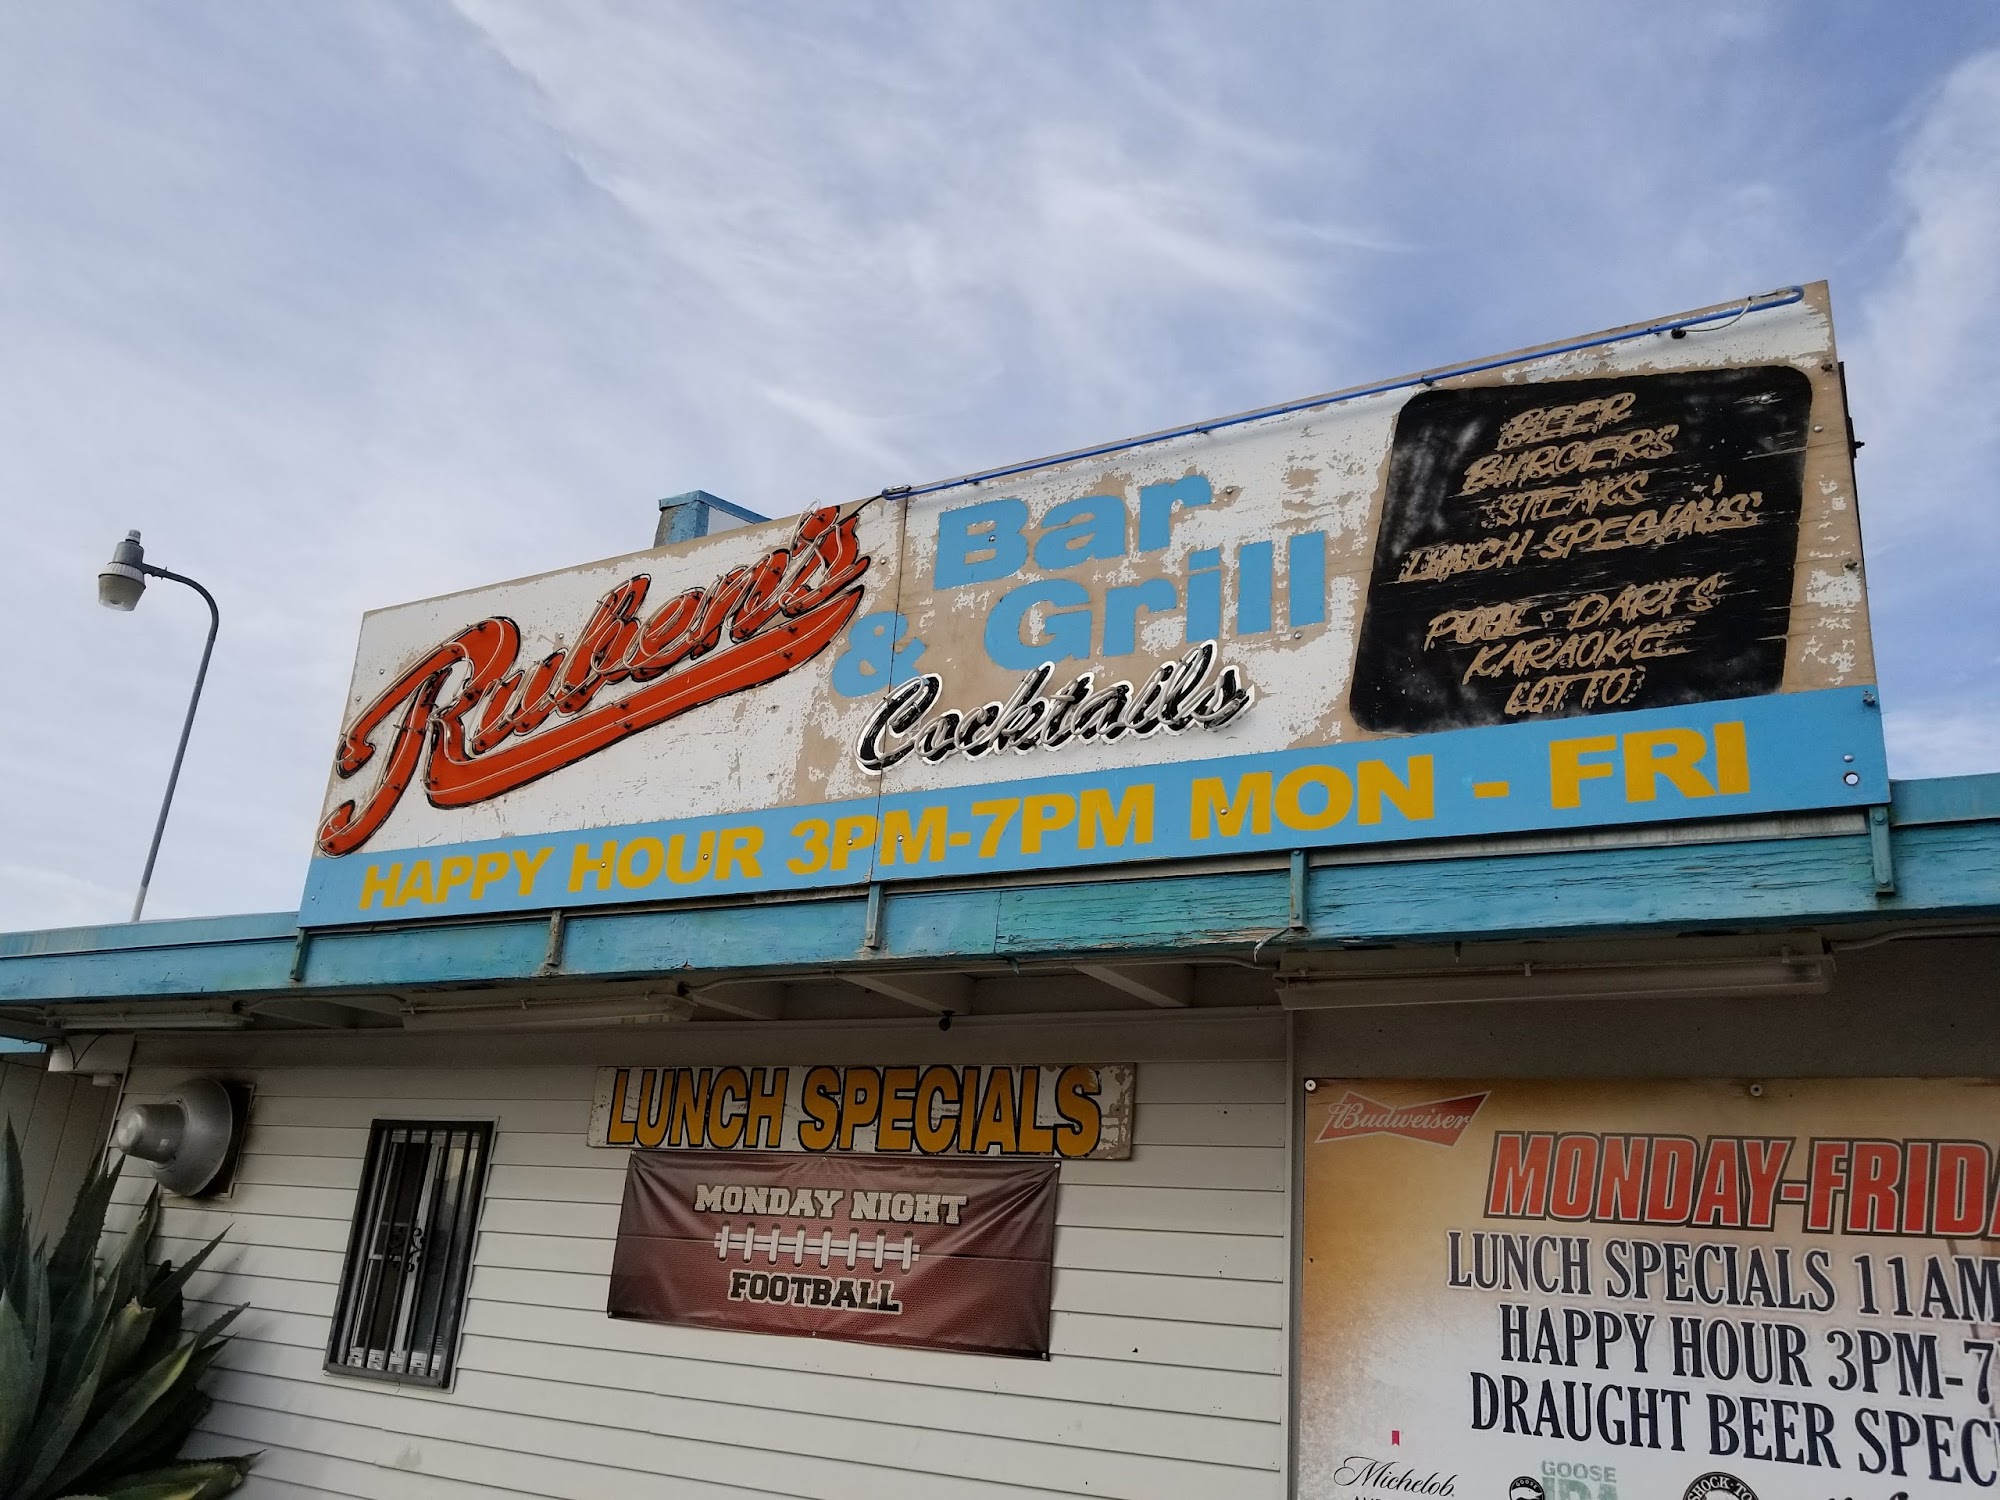 Ruben's
Bar
& Grill
Cocktails
BEER
BURGERS
STEAKS
LUNCH SPECIALS
POOL - DARTS
KARAOKE
LOTTO
HAPPY HOUR 3PM-7PM MON - FRI
LUNCH SPECIALS
MONDAY NIGHT
FOOTBALL
Budweiser
MONDAY-FRIDA
LUNCH SPECIALS 11AM
HAPPY HOUR 3PM-7
DRAUGHT BEER SPEC
Michelob
GOOSE
IPA
SHOCK-TO